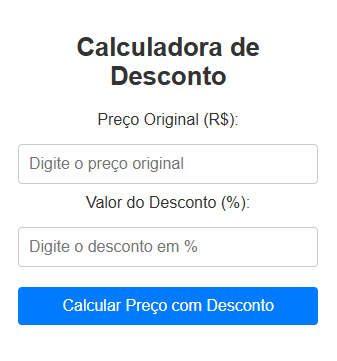 Calculadora de
Desconto
Preço Original (R$):
Digite o preço original
Valor do Desconto (%):
Digite o desconto em %
Calcular Preço com Desconto